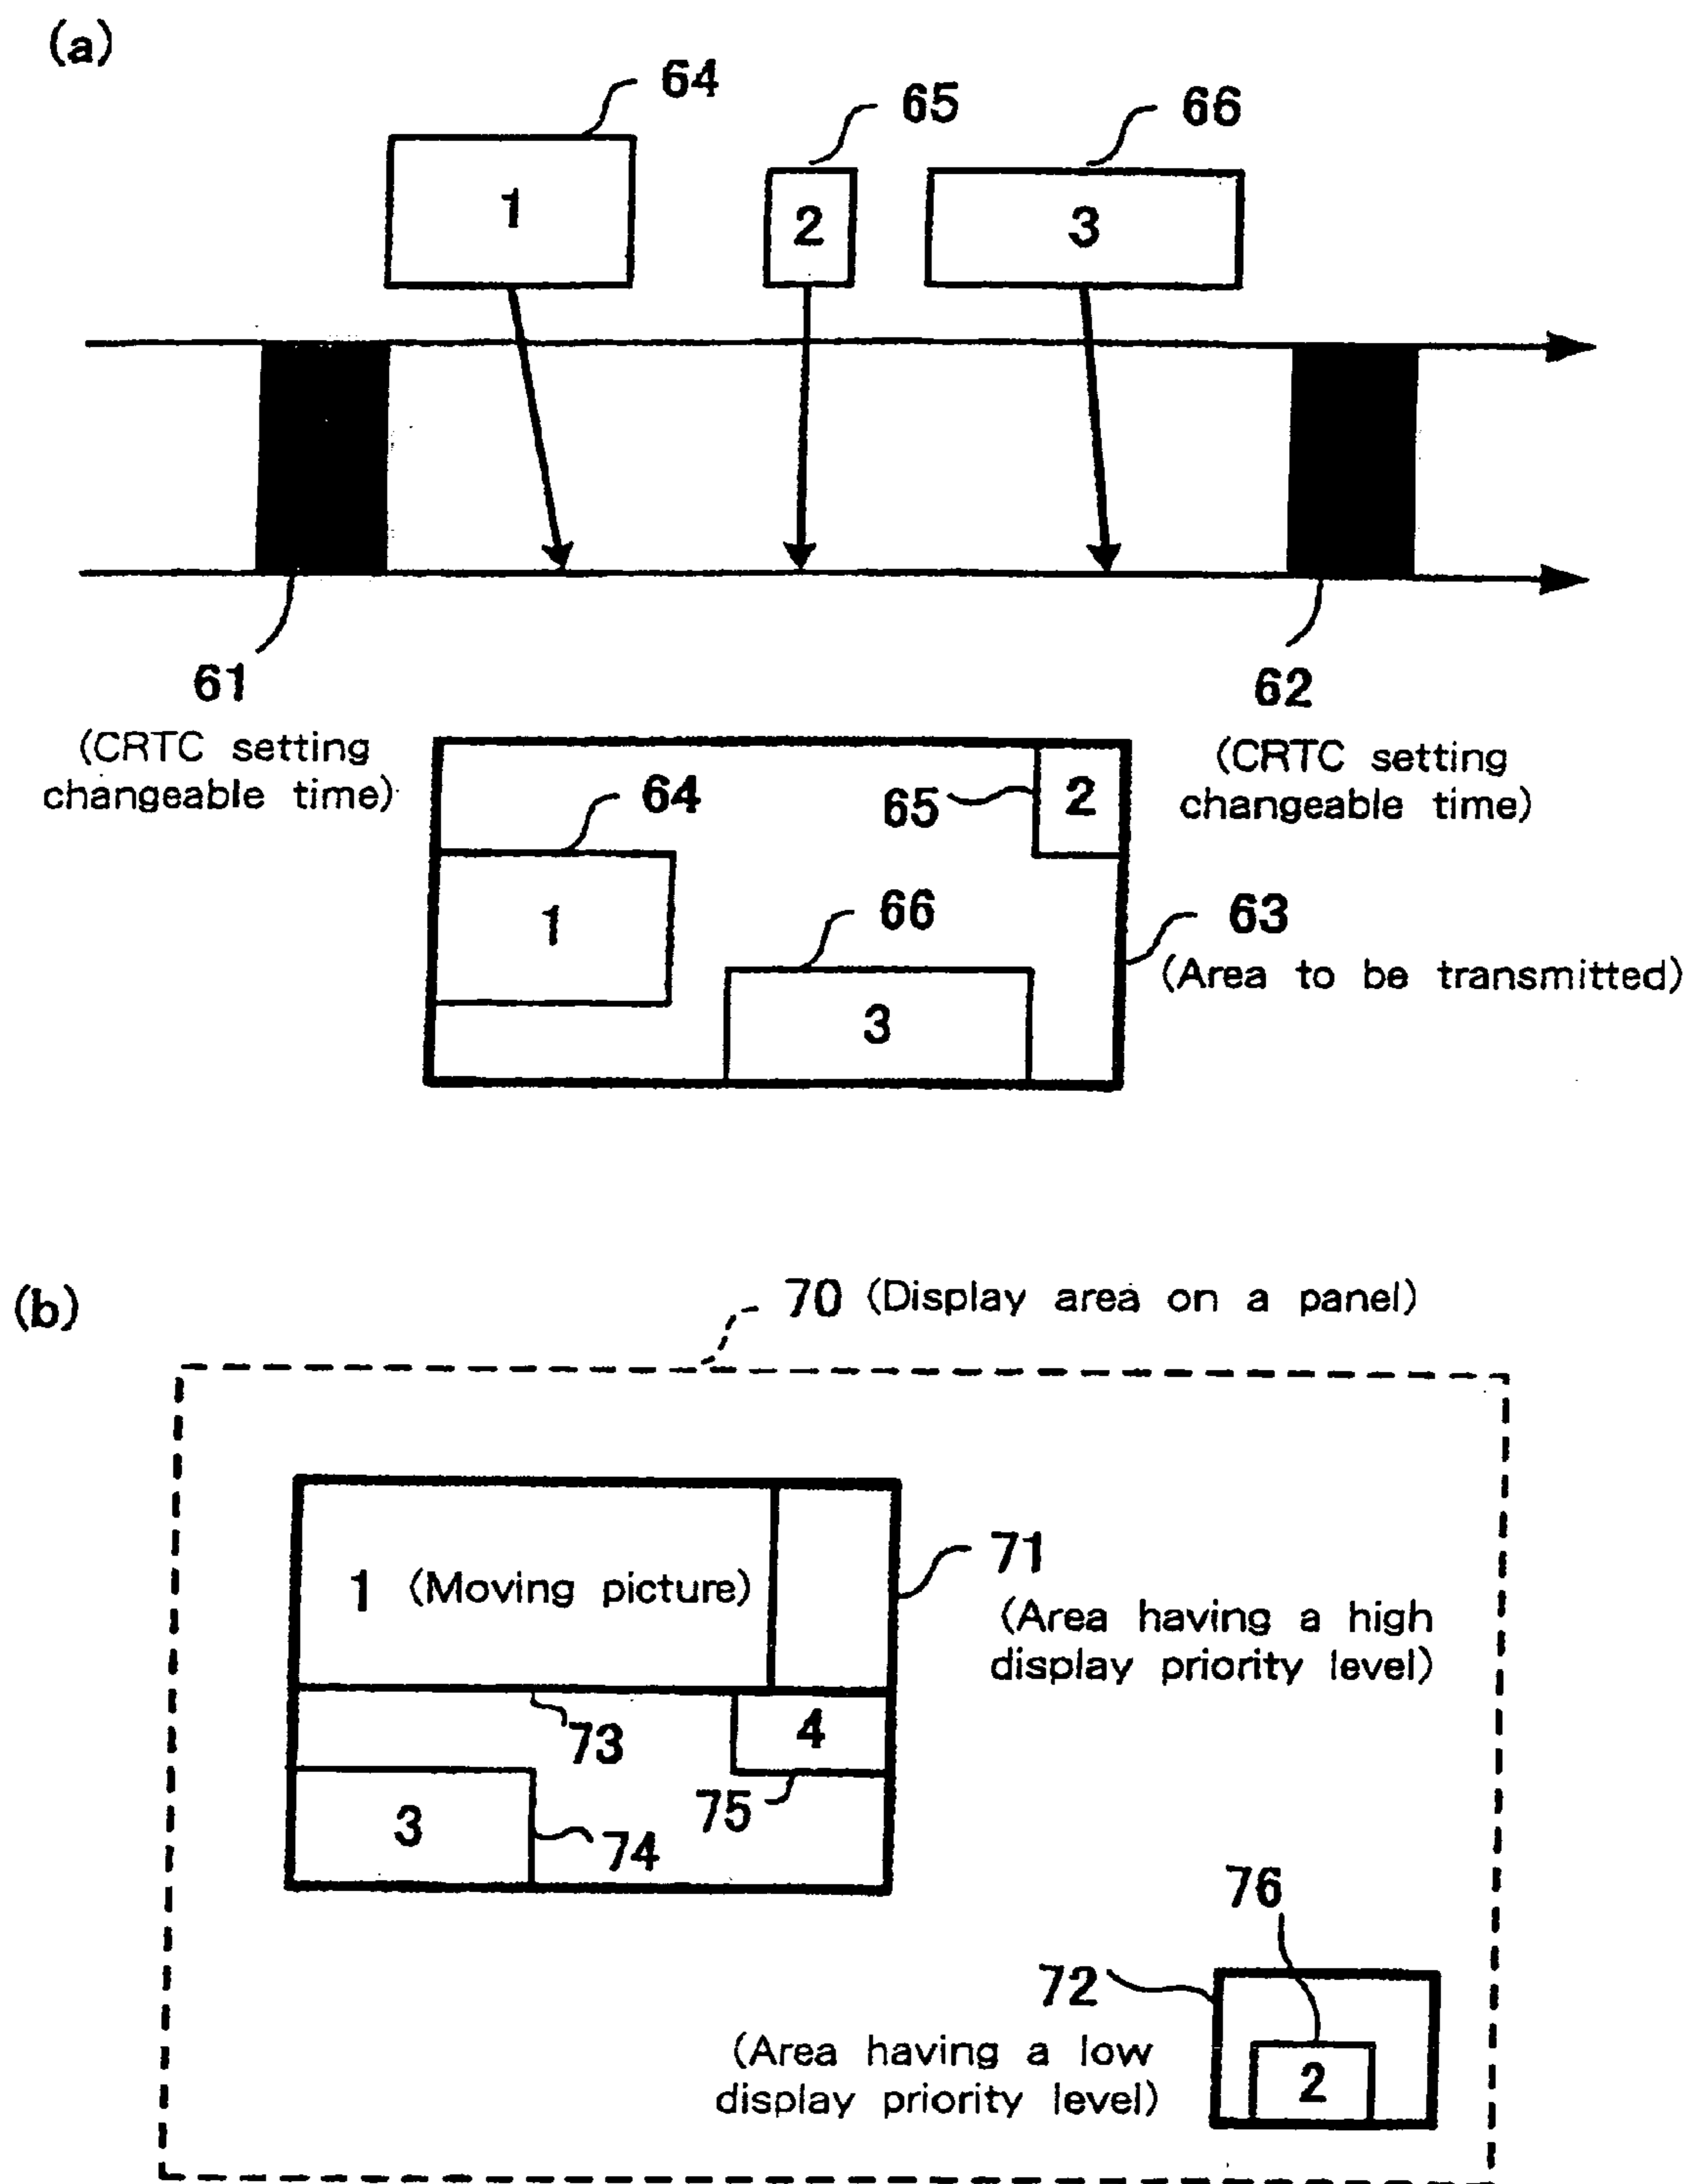 (a)
64
65
66
1
2
3
61
(CRTC setting
changeable time)
62
(CRTC setting
changeable time)
64
65
2
1
66
63
(Area to be transmitted)
3
(b)
70 (Display area on a panel)
1 (Moving picture)
71
(Area having a high
display priority level)
73
4
75
3
74
76
72
(Area having a low
display priority level)
2